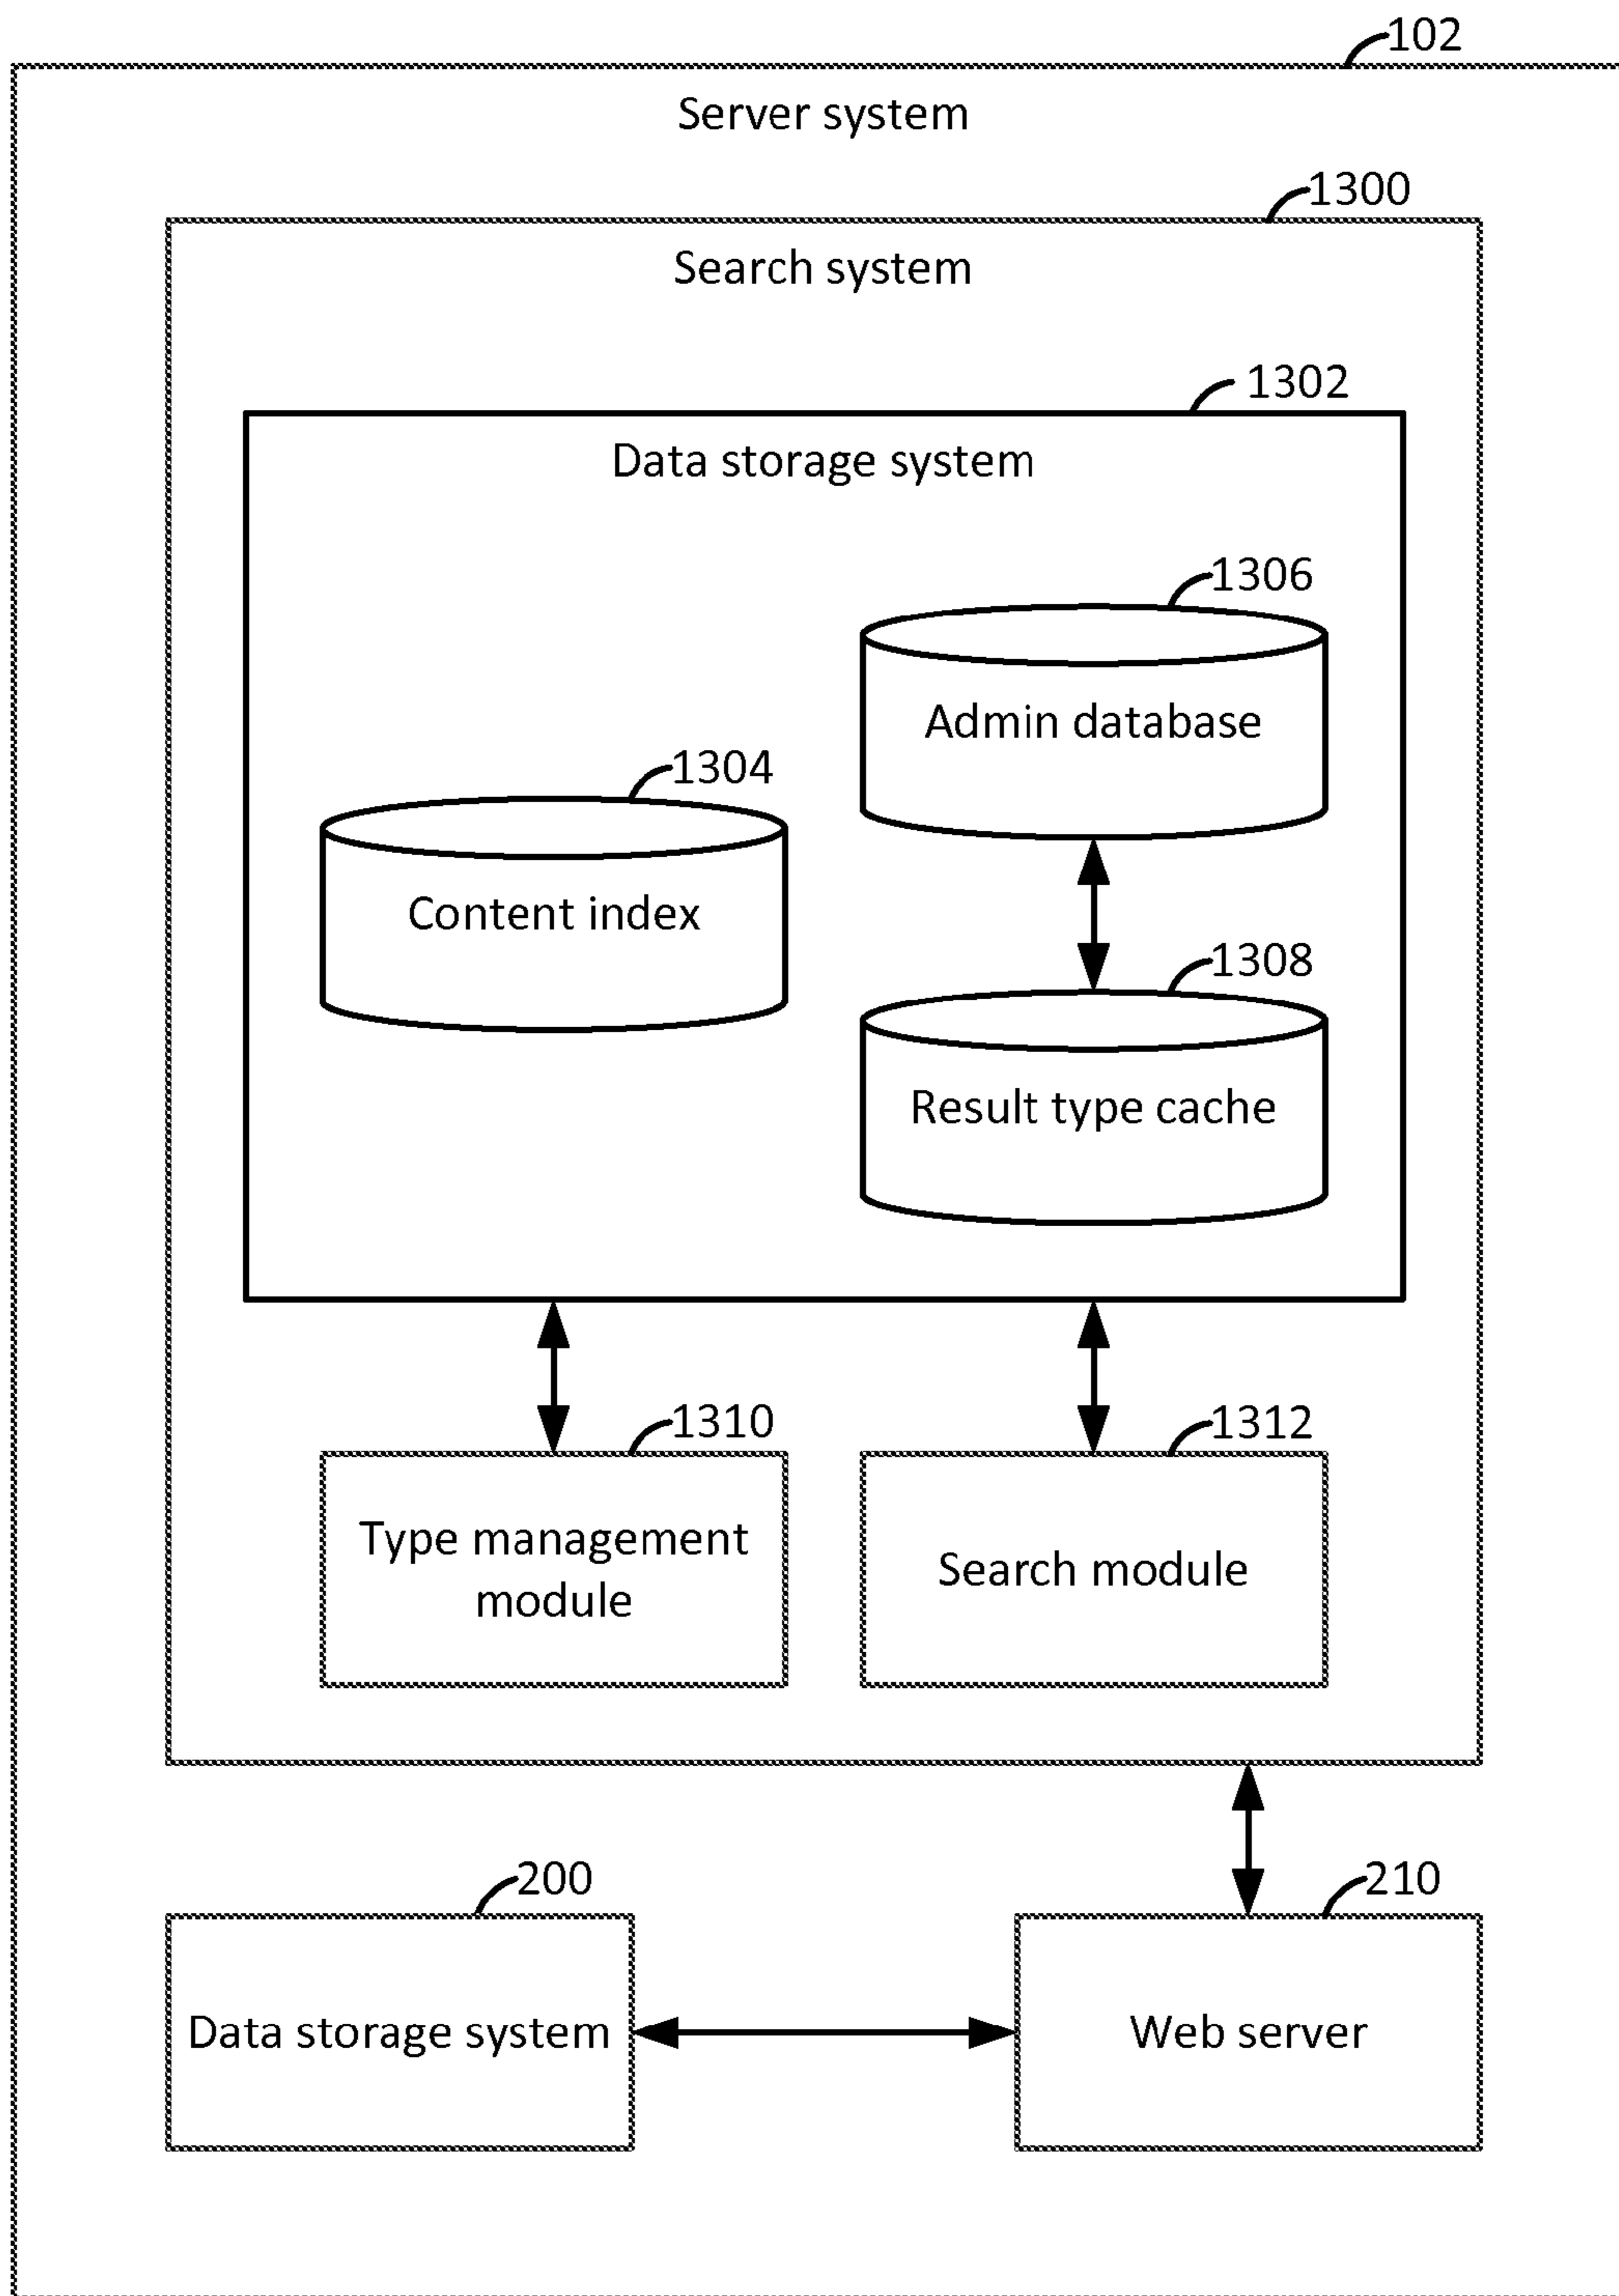 102
Server system
1300
Search system
1302
Data storage system
1306
Admin database
1304
Content index
1308
Result type cache
1310
Type management
module
1312
Search module
200
Data storage system
210
Web server